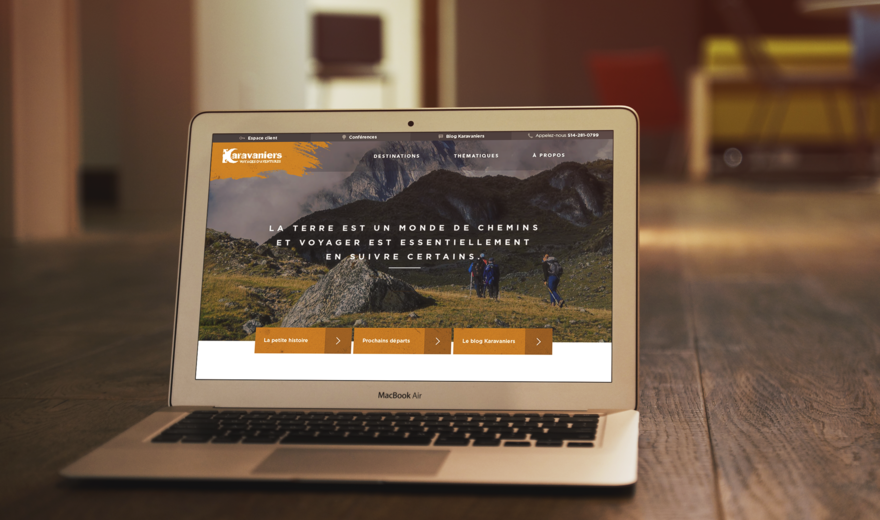 Espace client
Conférences
Blog Karavaniers
Appelez-nous 514-281-0799
Karavaniers
DESTINATIONS
THÉMATIQUES
À PROPOS
LA TERRE EST UN MONDE DE CHEMINS
ET VOYAGER EST ESSENTIELLEMENT
EN SUIVRE CERTAINS.
La petite histoire
Prochains départs
Le blog Karavaniers
MacBook Air